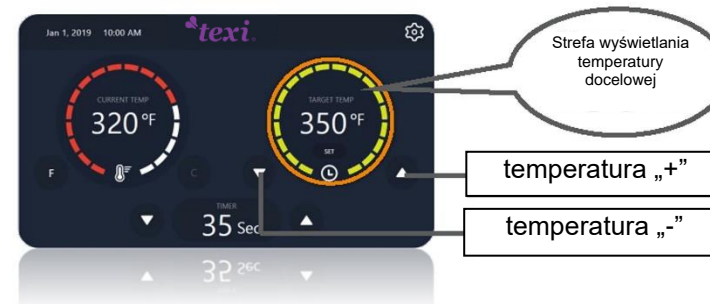 Jan 1, 2019 10:00 AM
texi
Strefa wyświetlania
temperatury
docelowej
CURRENT TEMP
320 °F
TARGET TEMP
350 °F
SET
F
C
temperatura „+”
TIMER
35 Sec
temperatura „-”